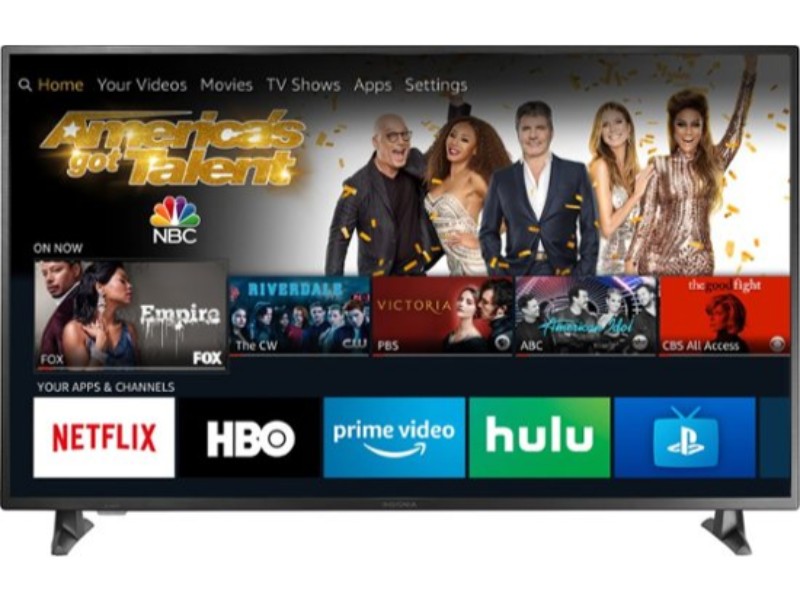 Home Your Videos Movies TV Shows Apps Settings
America's
got Talent
NBC
ON NOW
Empire
FOX
FOX
RIVERDALE
The CW
CW
VICTORIA
PBS
American Idol
ABC
the good fight
CBS All Access
YOUR APPS & CHANNELS
NETFLIX
HBO
prime video
hulu
INSIGNIA